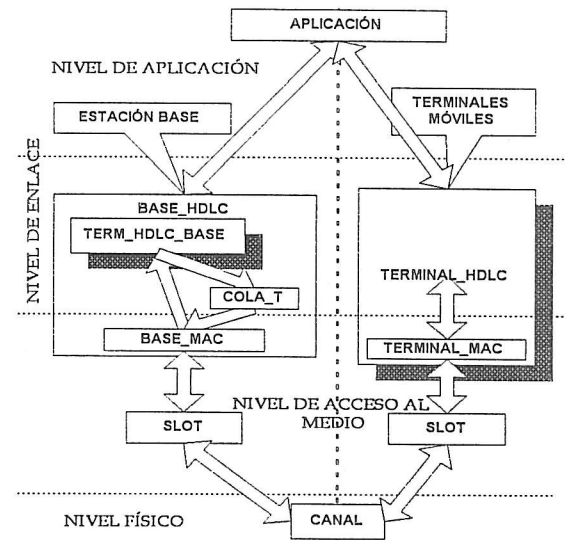 APLICACIÓN
NIVEL DE APLICACIÓN
ESTACIÓN BASE
TERMINALES
MÓVILES
NIVEL DE ENLACE
BASE_HDLC
TERM_HDLC_BASE
COLA_T
BASE_MAC
TERMINAL_HDLC
TERMINAL_MAC
NIVEL DE ACCESO AL
MEDIO
SLOT
SLOT
NIVEL FÍSICO
CANAL